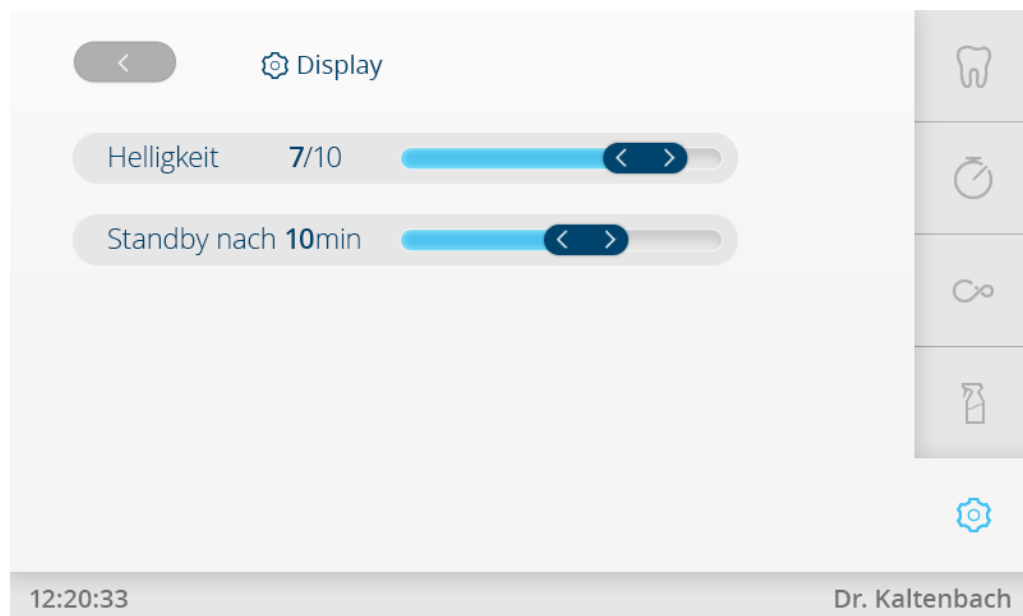 Display
Helligkeit 7/10
Standby nach 10min
12:20:33 Dr. Kaltenbach